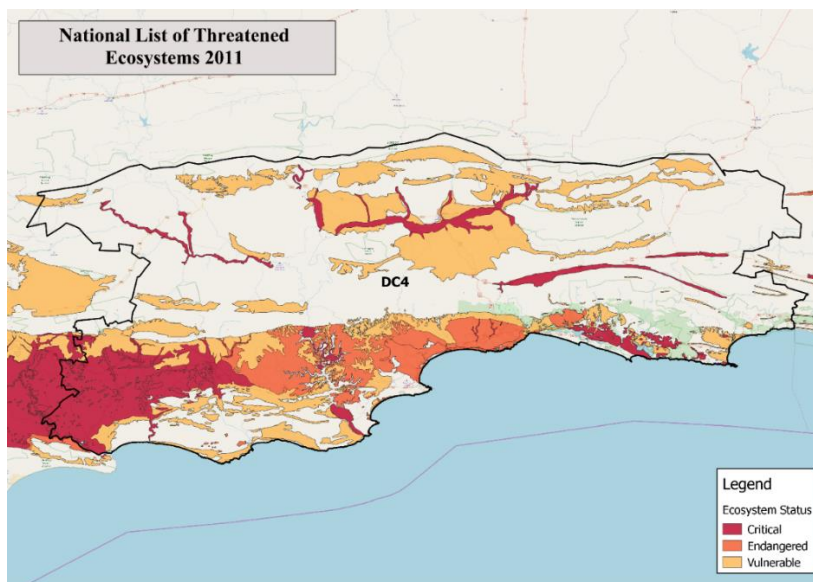 National List of Threatened
Ecosystems 2011
DC4
Legend
Ecosystem Status
Critical
Endangered
Vulnerable